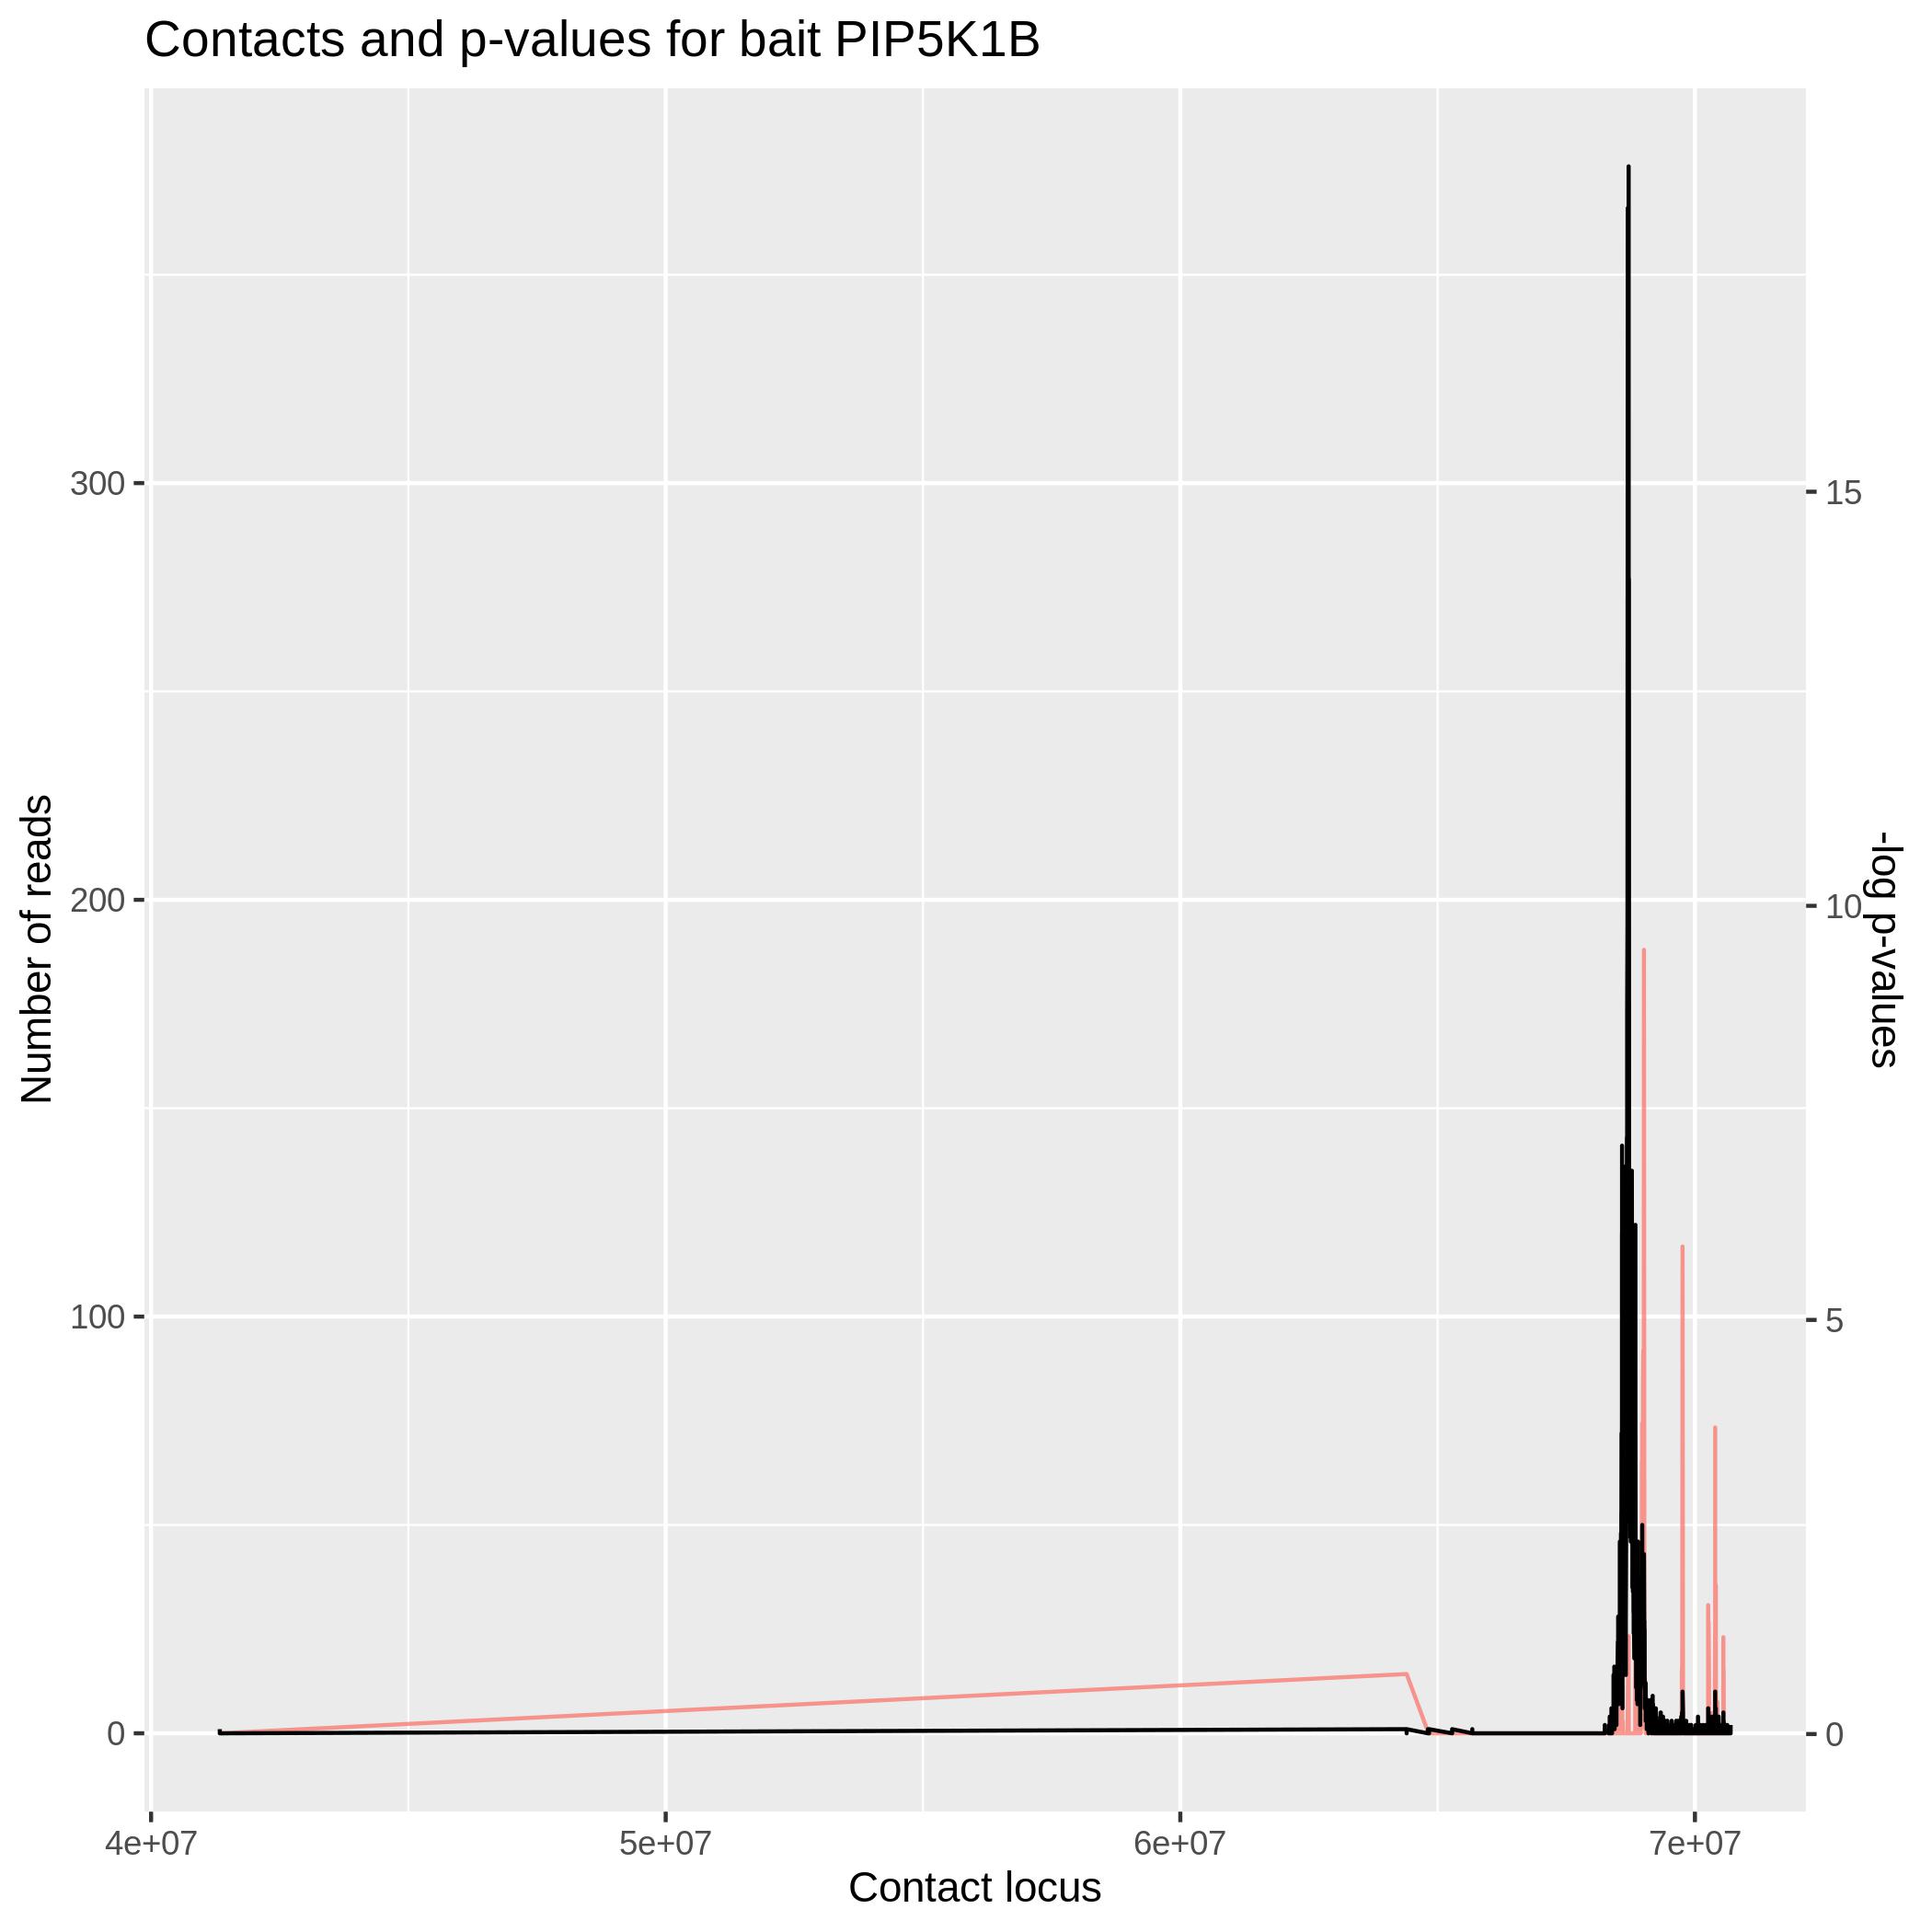 Contacts and p-values for bait PIP5K1B
Number of reads
300
200
100
0
15
10
5
0
-log p-values
4e+07
5e+07
6e+07
7e+07
Contact locus